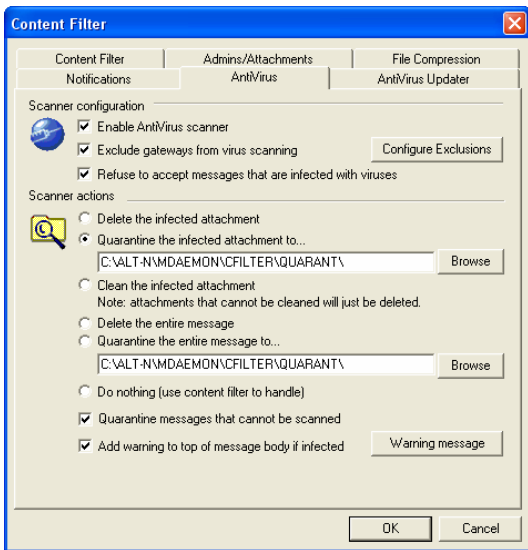 Content Filter
Content Filter
Admins/Attachments
File Compression
Notifications
AntiVirus
AntiVirus Updater
Scanner configuration
Enable AntiVirus scanner
Exclude gateways from virus scanning
Configure Exclusions
Refuse to accept messages that are infected with viruses
Scanner actions
Delete the infected attachment
Quarantine the infected attachment to...
C:\ALT-N\MDAEMON\CFILTER\QUARANT\
Browse
Clean the infected attachment
Note: attachments that cannot be cleaned will just be deleted.
Delete the entire message
Quarantine the entire message to...
C:\ALT-N\MDAEMON\CFILTER\QUARANT\
Browse
Do nothing (use content filter to handle)
Quarantine messages that cannot be scanned
Add warning to top of message body if infected
Warning message
OK
Cancel